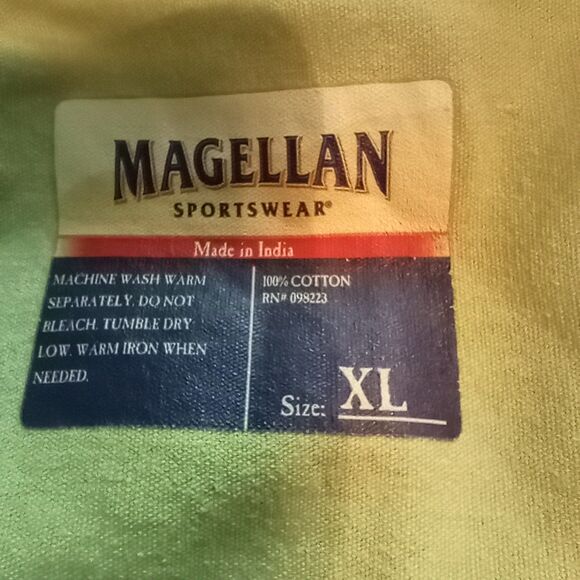 MAGELLAN
SPORTSWEAR®
Made in India
MACHINE WASH WARM
SEPARATELY. DO NOT
BLEACH. TUMBLE DRY
LOW. WARM IRON WHEN
NEEDED.
100% COTTON
RN# 098223
Size: XL